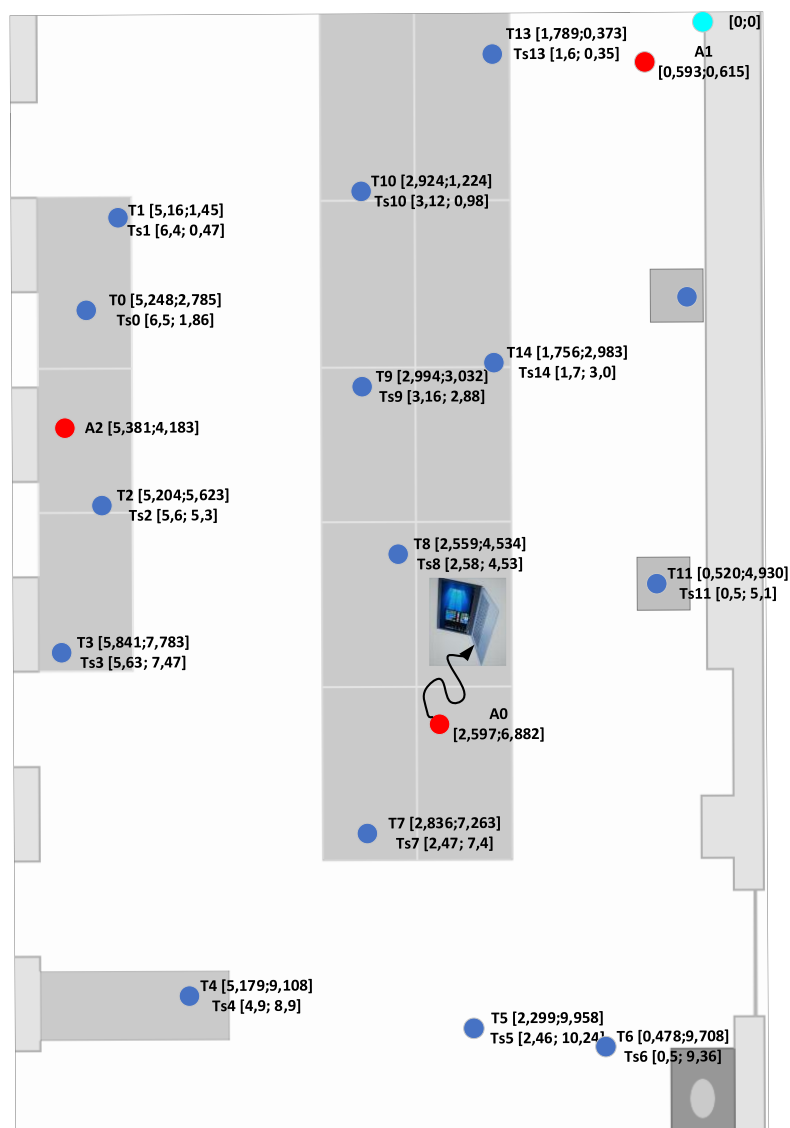 [0;0]
T13 [1,789;0,373]
Ts13 [1,6; 0,35]
A1
[0,593;0,615]
T10 [2,924;1,224]
Ts10 [3,12; 0,98]
T1 [5,16;1,45]
Ts1 [6,4; 0,47]
T0 [5,248;2,785]
Ts0 [6,5; 1,86]
T14 [1,756;2,983]
Ts14 [1,7; 3,0]
T9 [2,994;3,032]
Ts9 [3,16; 2,88]
A2 [5,381;4,183]
T2 [5,204;5,623]
Ts2 [5,6; 5,3]
T8 [2,559;4,534]
Ts8 [2,58; 4,53]
T11 [0,520;4,930]
Ts11 [0,5; 5,1]
T3 [5,841;7,783]
Ts3 [5,63; 7,47]
A0
[2,597;6,882]
T7 [2,836;7,263]
Ts7 [2,47; 7,4]
T4 [5,179;9,108]
Ts4 [4,9; 8,9]
T5 [2,299;9,958]
Ts5 [2,46; 10,24]
T6 [0,478;9,708]
Ts6 [0,5; 9,36]